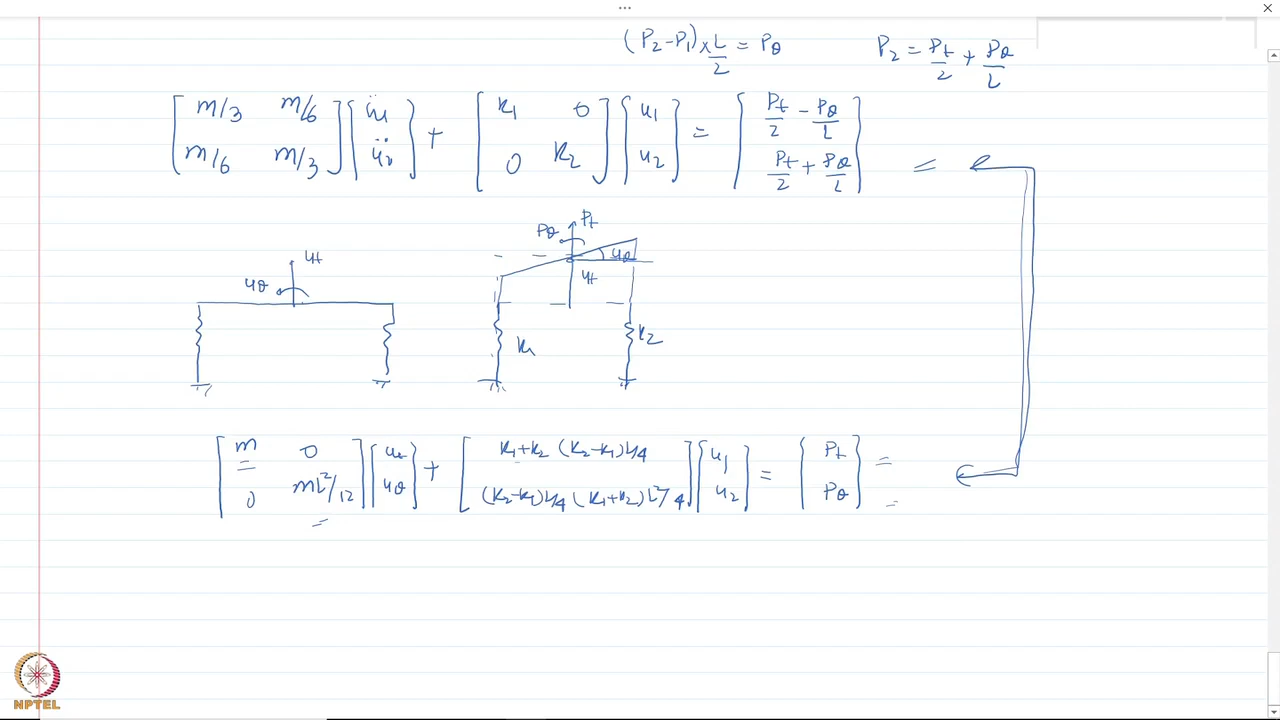 (P2-P1)×L/2 = Pθ    P2 = Pt/2 + Pθ/L
[m/3 m/6; m/6 m/3]{ü1; ü2} + [k1 0; 0 k2]{u1; u2} = {Pt/2 - Pθ/L; Pt/2 + Pθ/L} =
Pθ Pt
ut uθ
uθ ut
k1 k2
[m 0; 0 mL²/12]{ut; uθ} + [k1+k2 (k2-k1)L/4; (k2-k1)L/4 (k1+k2)L²/4]{u1; u2} = {Pt; Pθ} =
NPTEL